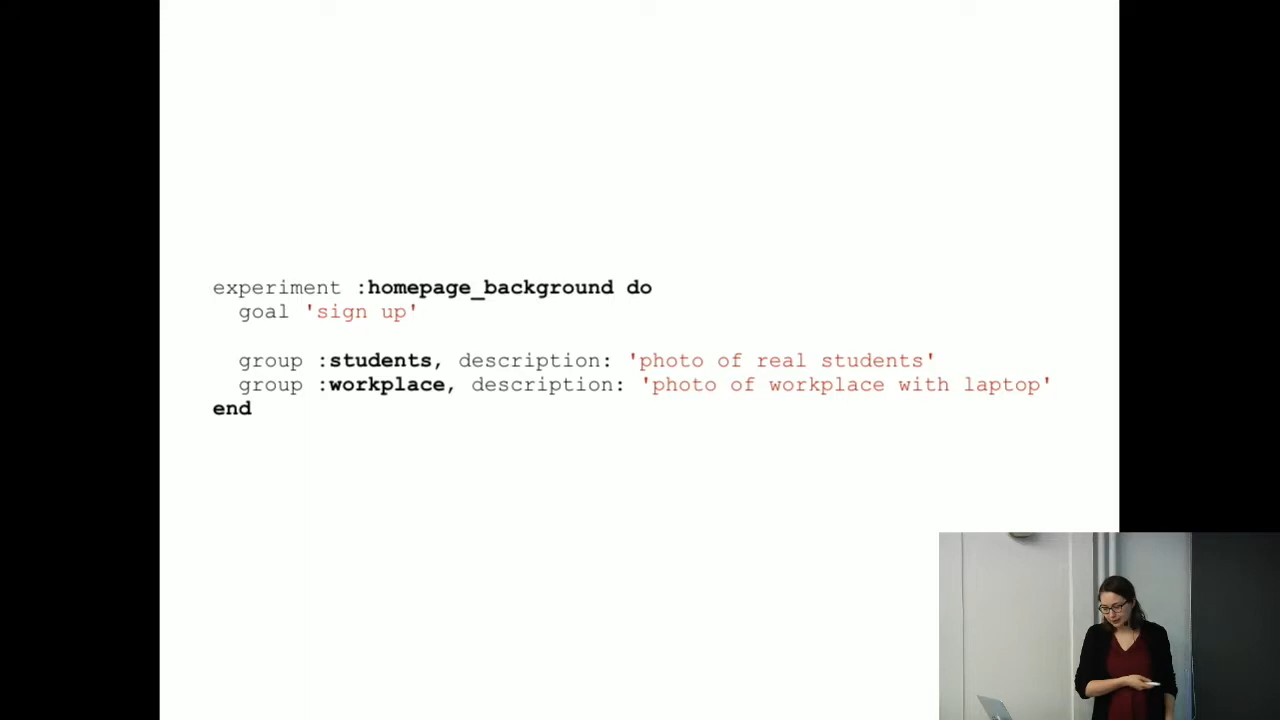 experiment :homepage_background do
goal 'sign up'
group :students, description: 'photo of real students'
group :workplace, description: 'photo of workplace with laptop'
end